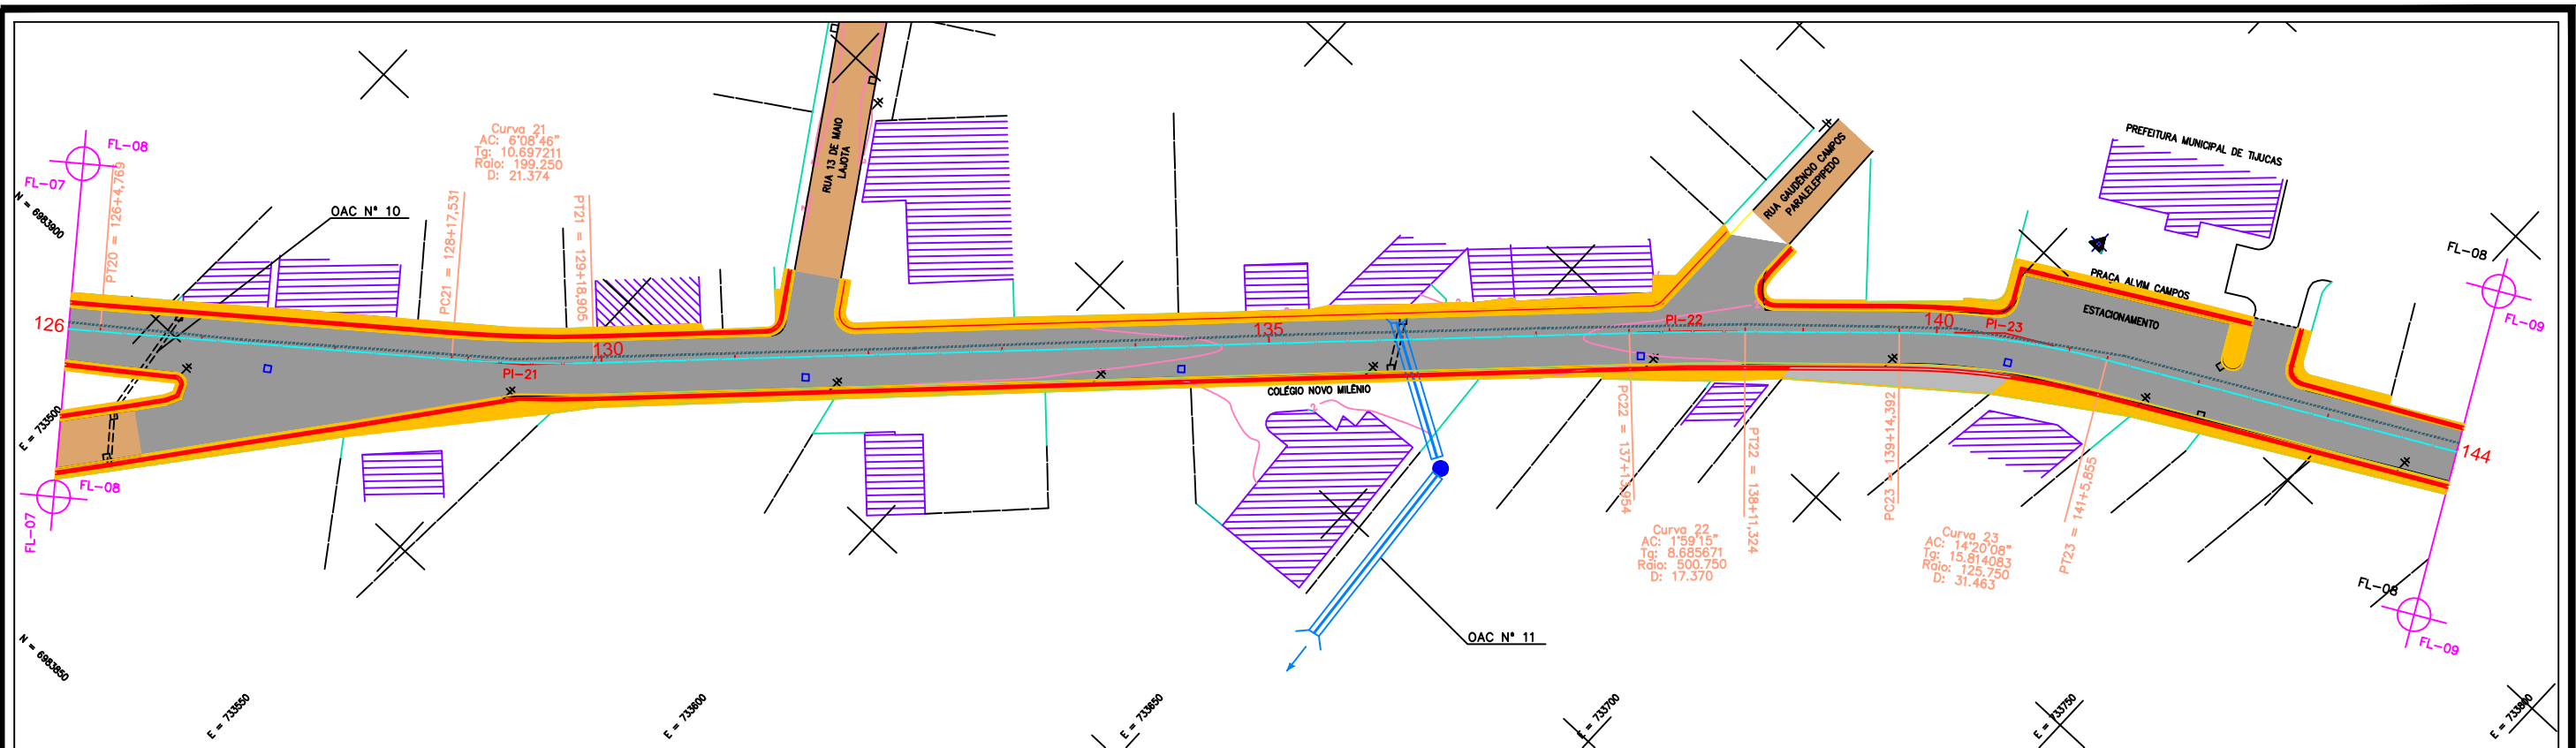 FL-08
FL-07
N = 6983900
PT20 = 126+4,769
OAC N° 10
PC21 = 128+17,531
Curva 21
AC: 6°08'46"
Tg: 10.697211
Raio: 199.250
D: 21.374
PT21 = 129+18,905
RUA 13 DE MAIO
LAJOTA
RUA GAUDÊNCIO CAMPOS
PARALELEPIPEDO
PREFEITURA MUNICIPAL DE TIJUCAS
PRAÇA ALVIM CAMPOS
ESTACIONAMENTO
FL-08
FL-09
126
130
PI-21
135
PI-22
140
PI-23
144
COLÉGIO NOVO MILÊNIO
E = 733500
FL-08
FL-07
PC22 = 137+13,954
PT22 = 138+11,324
Curva 22
AC: 1°59'15"
Tg: 8.685671
Raio: 500.750
D: 17.370
PC23 = 139+14,392
Curva 23
AC: 14°20'08"
Tg: 15.814083
Raio: 125.750
D: 31.463
PT23 = 141+5,855
FL-08
FL-09
OAC N° 11
N = 6983850
E = 733550
E = 733600
E = 733650
E = 733700
E = 733750
E = 733800